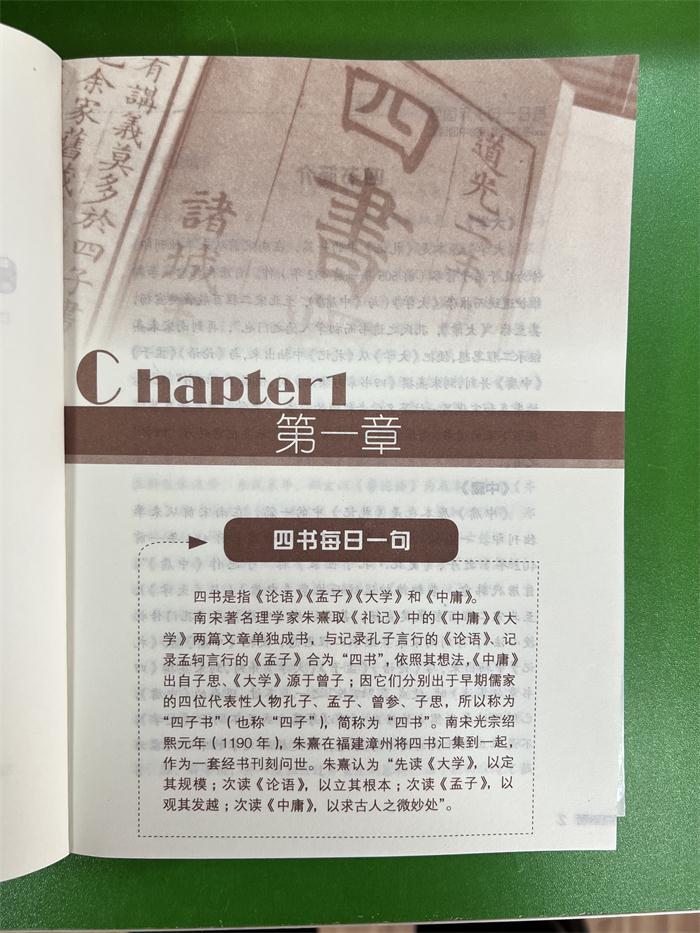 有講義莫多於四子書
余家舊
四書
道光
諸城
Chapter1
第一章
四书每日一句
四书是指《论语》《孟子》《大学》和《中庸》。
南宋著名理学家朱熹取《礼记》中的《中庸》《大
学》两篇文章单独成书，与记录孔子言行的《论语》、记
录孟轲言行的《孟子》合为“四书”，依照其想法，《中庸》
出自子思、《大学》源于曾子；因它们分别出于早期儒家
的四位代表性人物孔子、孟子、曾参、子思，所以称为
“四子书”（也称“四子”），简称为“四书”。南宋光宗绍
熙元年（1190 年），朱熹在福建漳州将四书汇集到一起，
作为一套经书刊刻问世。朱熹认为“先读《大学》，以定
其规模；次读《论语》，以立其根本；次读《孟子》，以
观其发越；次读《中庸》，以求古人之微妙处”。